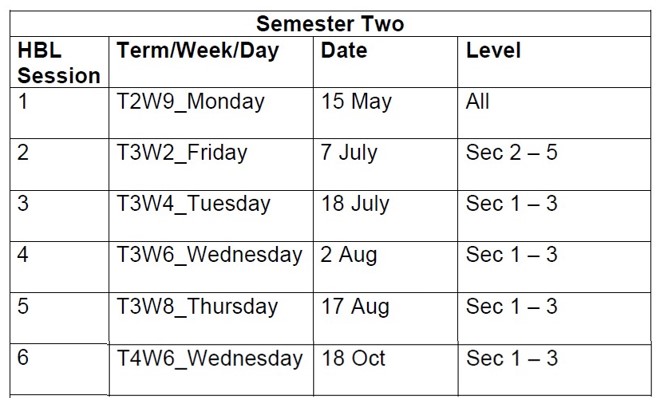 Semester Two
HBL Session Term/Week/Day Date Level
1 T2W9_Monday 15 May All
2 T3W2_Friday 7 July Sec 2 – 5
3 T3W4_Tuesday 18 July Sec 1 – 3
4 T3W6_Wednesday 2 Aug Sec 1 – 3
5 T3W8_Thursday 17 Aug Sec 1 – 3
6 T4W6_Wednesday 18 Oct Sec 1 – 3